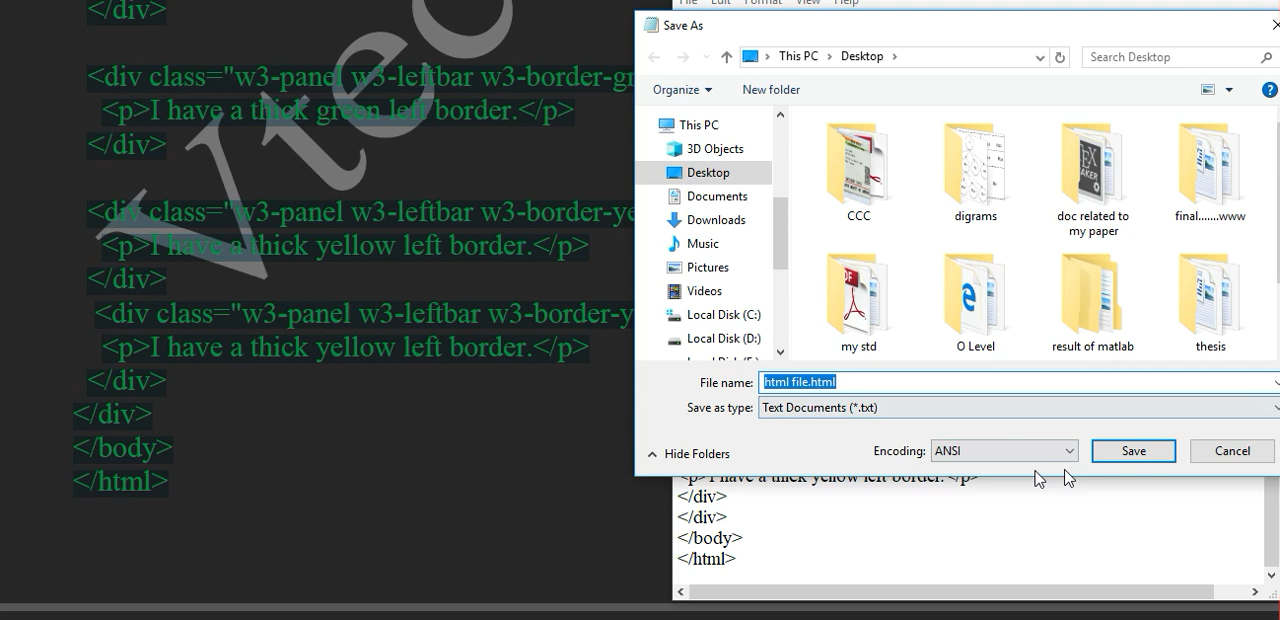 </div>
<div class="w3-panel w3-leftbar w3-border-gr
<p>I have a thick green left border.</p>
</div>
<div class="w3-panel w3-leftbar w3-border-ye
<p>I have a thick yellow left border.</p>
</div>
<div class="w3-panel w3-leftbar w3-border-y
<p>I have a thick yellow left border.</p>
</div>
</div>
</body>
</html>
Vtec
File Edit Format View Help
Save As
This PC > Desktop >
Search Desktop
Organize
New folder
This PC
3D Objects
Desktop
Documents
Downloads
Music
Pictures
Videos
Local Disk (C:)
Local Disk (D:)
CCC
digrams
doc related to
my paper
final.......www
my std
O Level
result of matlab
thesis
File name:
html file.html
Save as type:
Text Documents (*.txt)
Hide Folders
Encoding:
ANSI
Save
Cancel
<p>I have a thick yellow left border.</p>
</div>
</div>
</body>
</html>